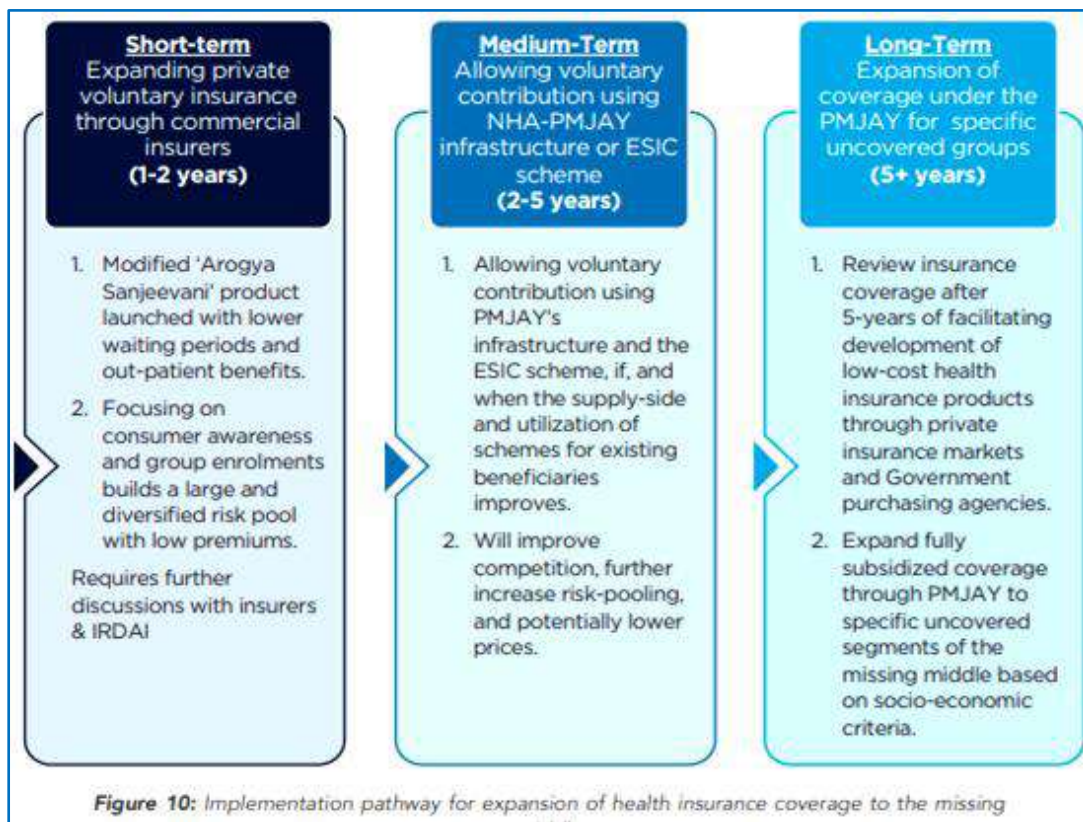 Short-term
Expanding private
voluntary insurance
through commercial
insurers
(1-2 years)
1. Modified ‘Arogya
Sanjeevani’ product
launched with lower
waiting periods and
out-patient benefits.
2. Focusing on
consumer awareness
and group enrolments
builds a large and
diversified risk pool
with low premiums.
Requires further
discussions with insurers
& IRDAI
Medium-Term
Allowing voluntary
contribution using
NHA-PMJAY
infrastructure or ESIC
scheme
(2-5 years)
1. Allowing voluntary
contribution using
PMJAY’s
infrastructure and the
ESIC scheme, if, and
when the supply-side
and utilization of
schemes for existing
beneficiaries
improves.
2. Will improve
competition, further
increase risk-pooling,
and potentially lower
prices.
Long-Term
Expansion of
coverage under the
PMJAY for specific
uncovered groups
(5+ years)
1. Review insurance
coverage after
5-years of facilitating
development of
low-cost health
insurance products
through private
insurance markets
and Government
purchasing agencies.
2. Expand fully
subsidized coverage
through PMJAY to
specific uncovered
segments of the
missing middle based
on socio-economic
criteria.
Figure 10: Implementation pathway for expansion of health insurance coverage to the missing